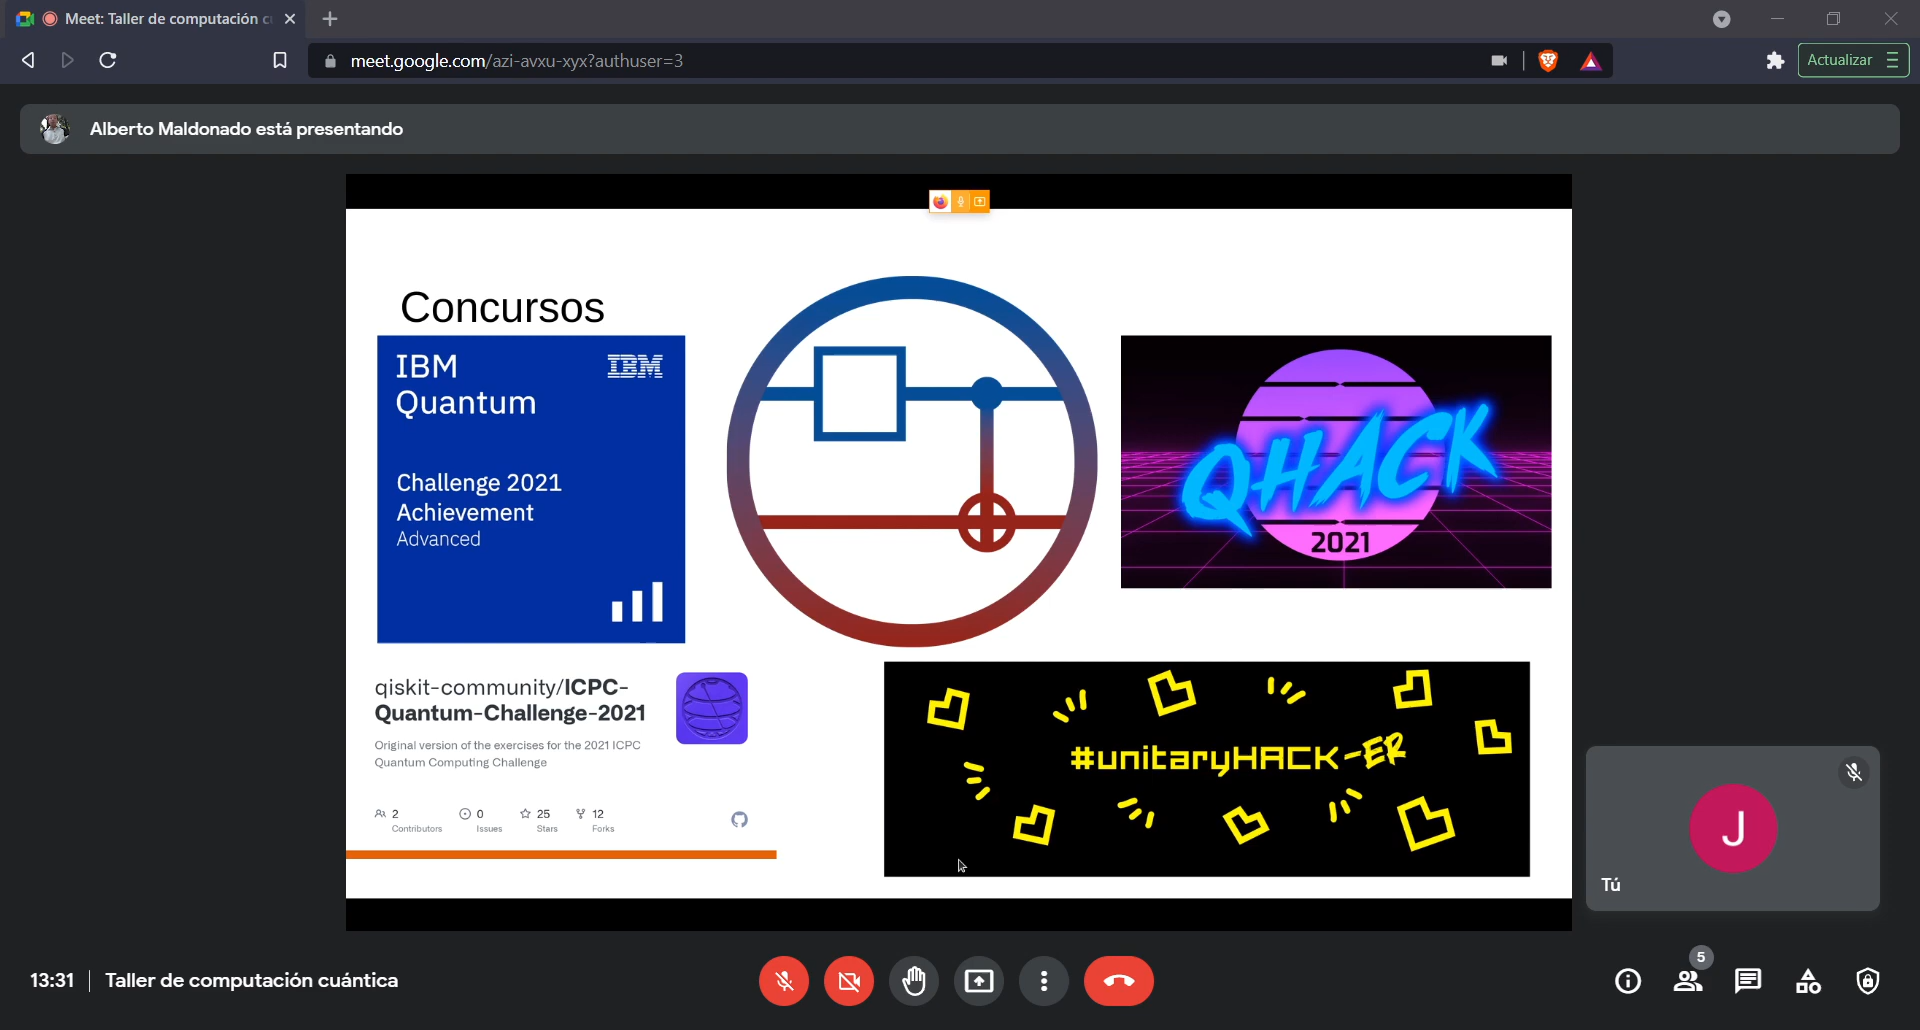 Meet: Taller de computación c
meet.google.com/azi-avxu-xyx?authuser=3
Actualizar
Alberto Maldonado está presentando
Concursos
IBM
Quantum
IBM
Challenge 2021
Achievement
Advanced
QHACK
2021
qiskit-community/ICPC-
Quantum-Challenge-2021
Original version of the exercises for the 2021 ICPC
Quantum Computing Challenge
2
Contributors
0
Issues
25
Stars
12
Forks
#unitaryHACK-ER
J
Tú
13:31
Taller de computación cuántica
5